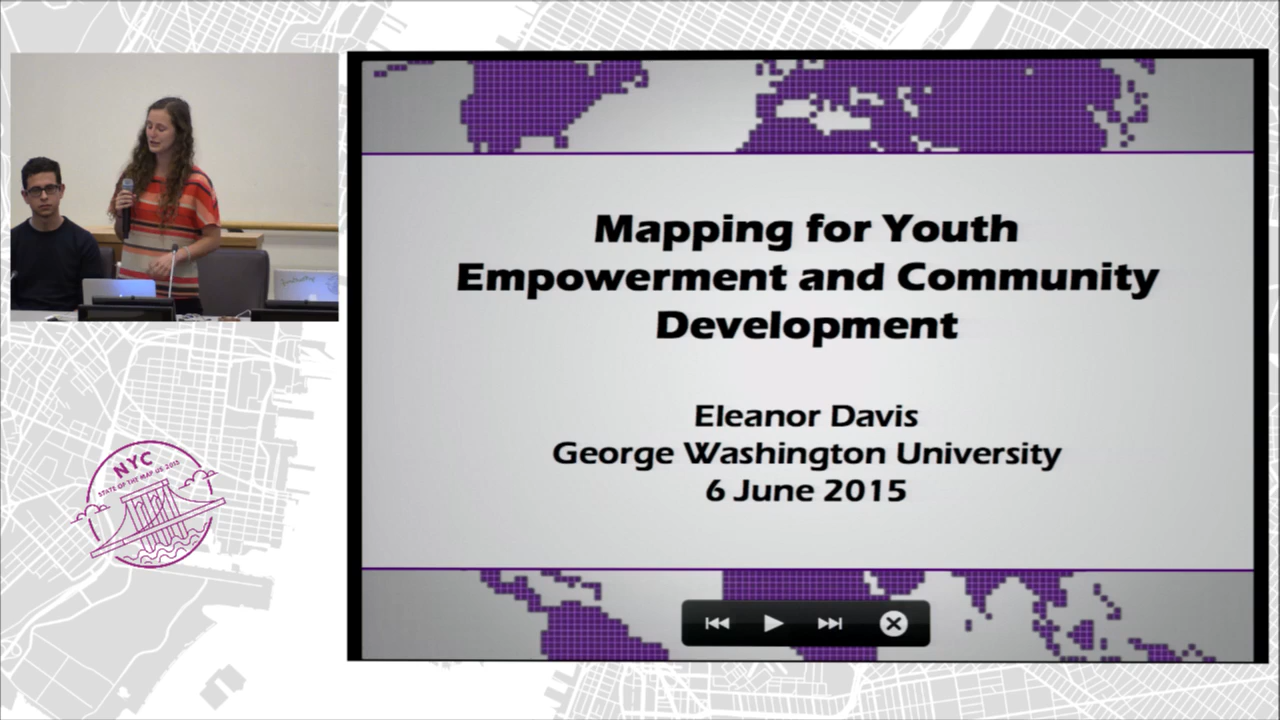 Mapping for Youth
Empowerment and Community
Development
Eleanor Davis
George Washington University
6 June 2015
NYC
STATE OF THE MAP US 2015